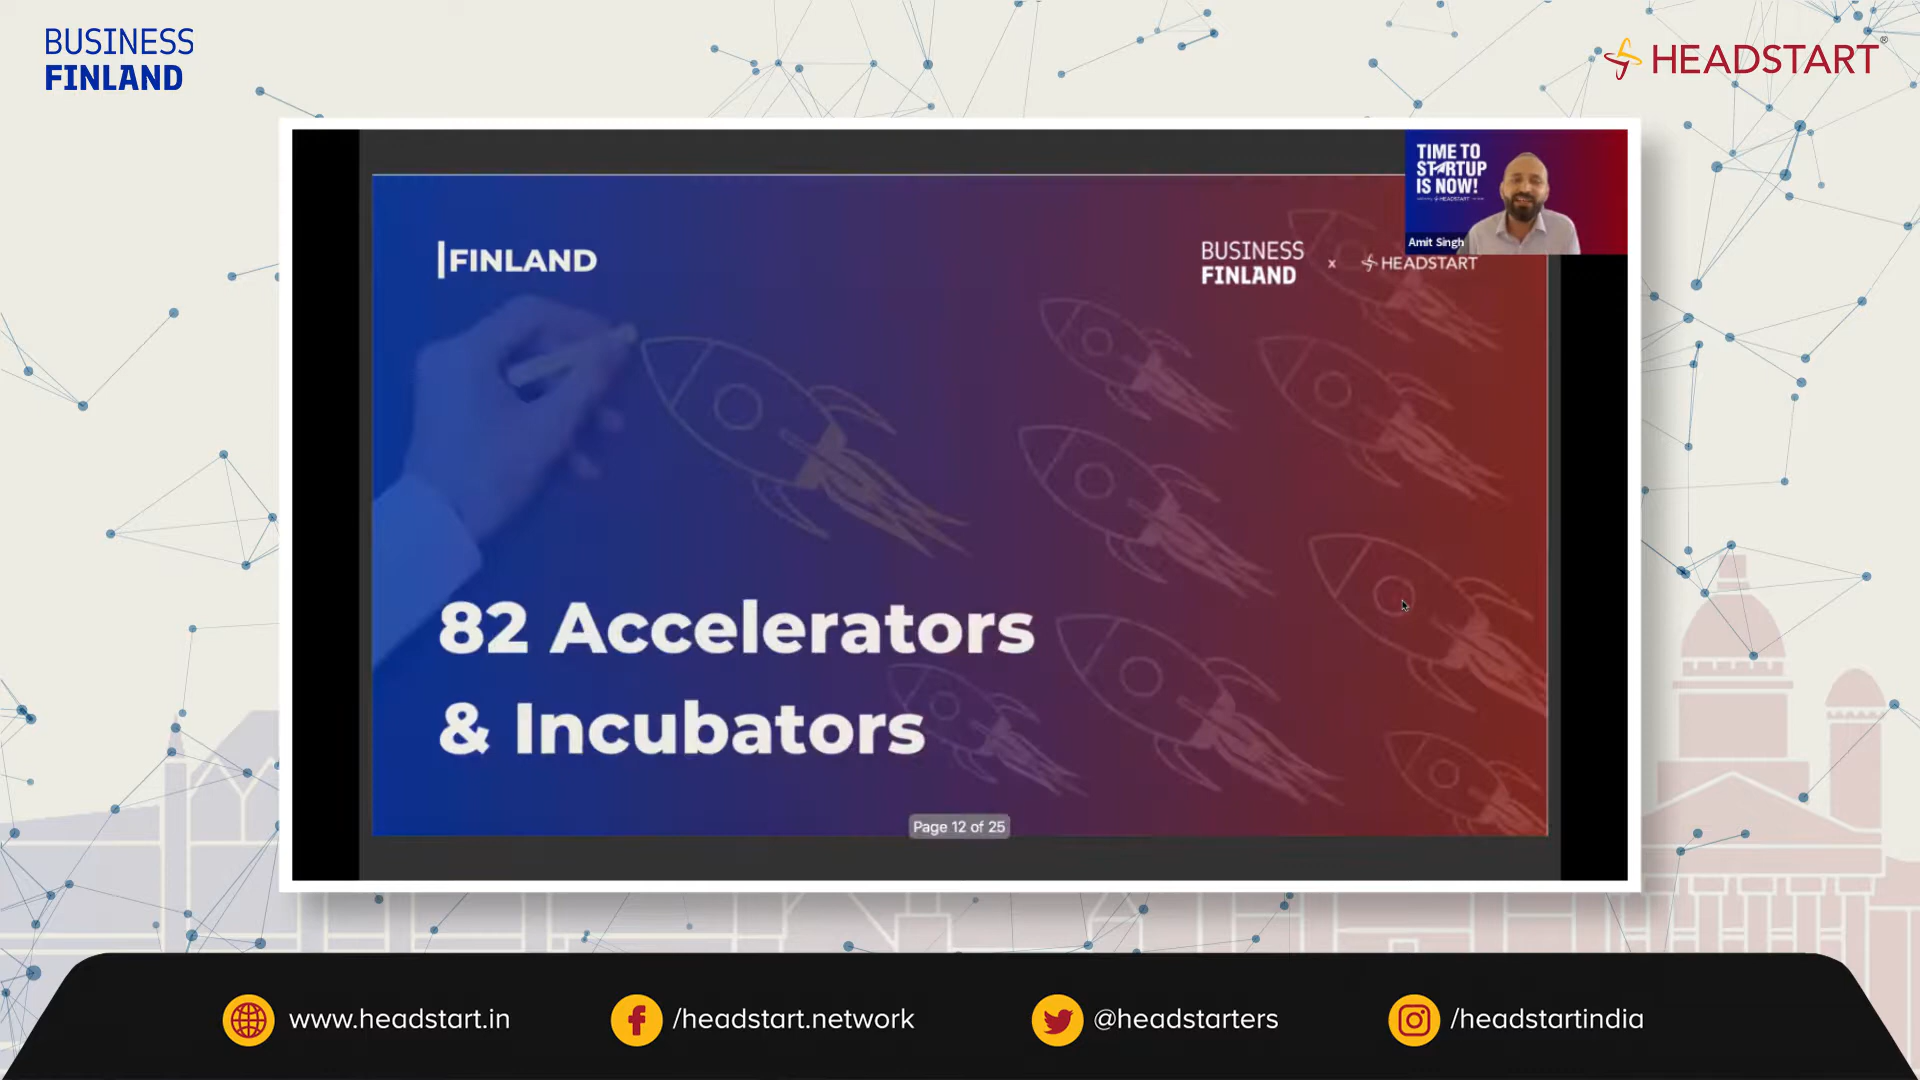 BUSINESS
FINLAND
HEADSTART®
TIME TO
STARTUP
IS NOW!
HEADSTART
Amit Singh
|FINLAND
BUSINESS
FINLAND
x
HEADSTART
82 Accelerators
& Incubators
Page 12 of 25
www.headstart.in
/headstart.network
@headstarters
/headstartindia